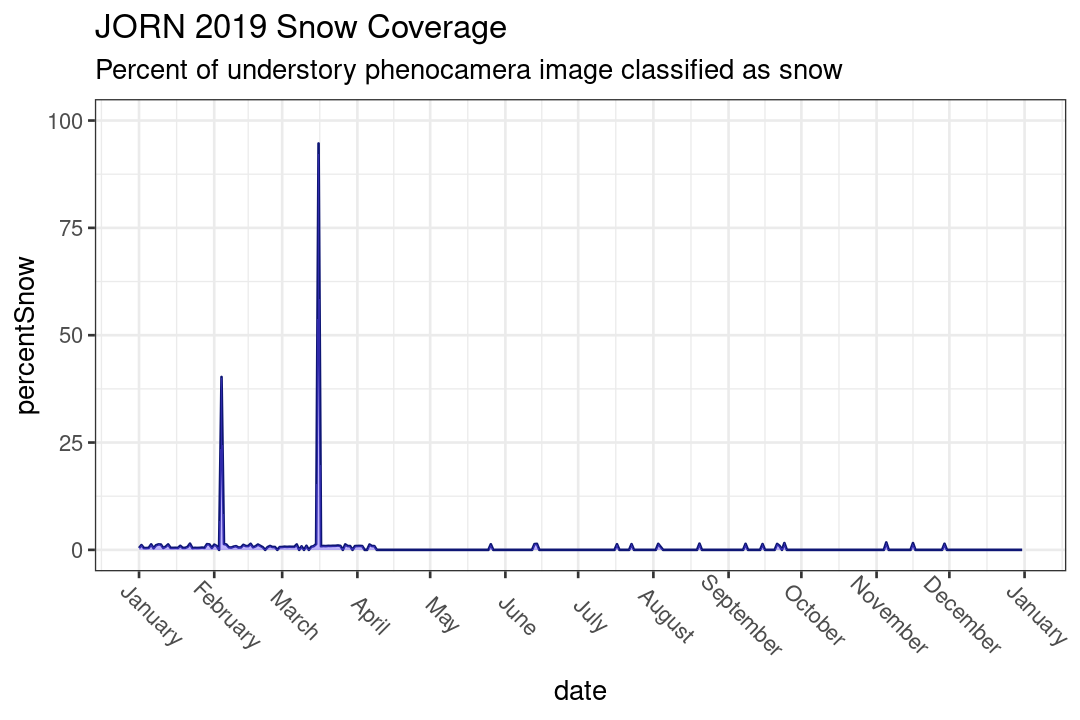 JORN 2019 Snow Coverage
Percent of understory phenocamera image classified as snow
percentSnow
100
75
50
25
0
January
February
March
April
May
June
July
August
September
October
November
December
January
date